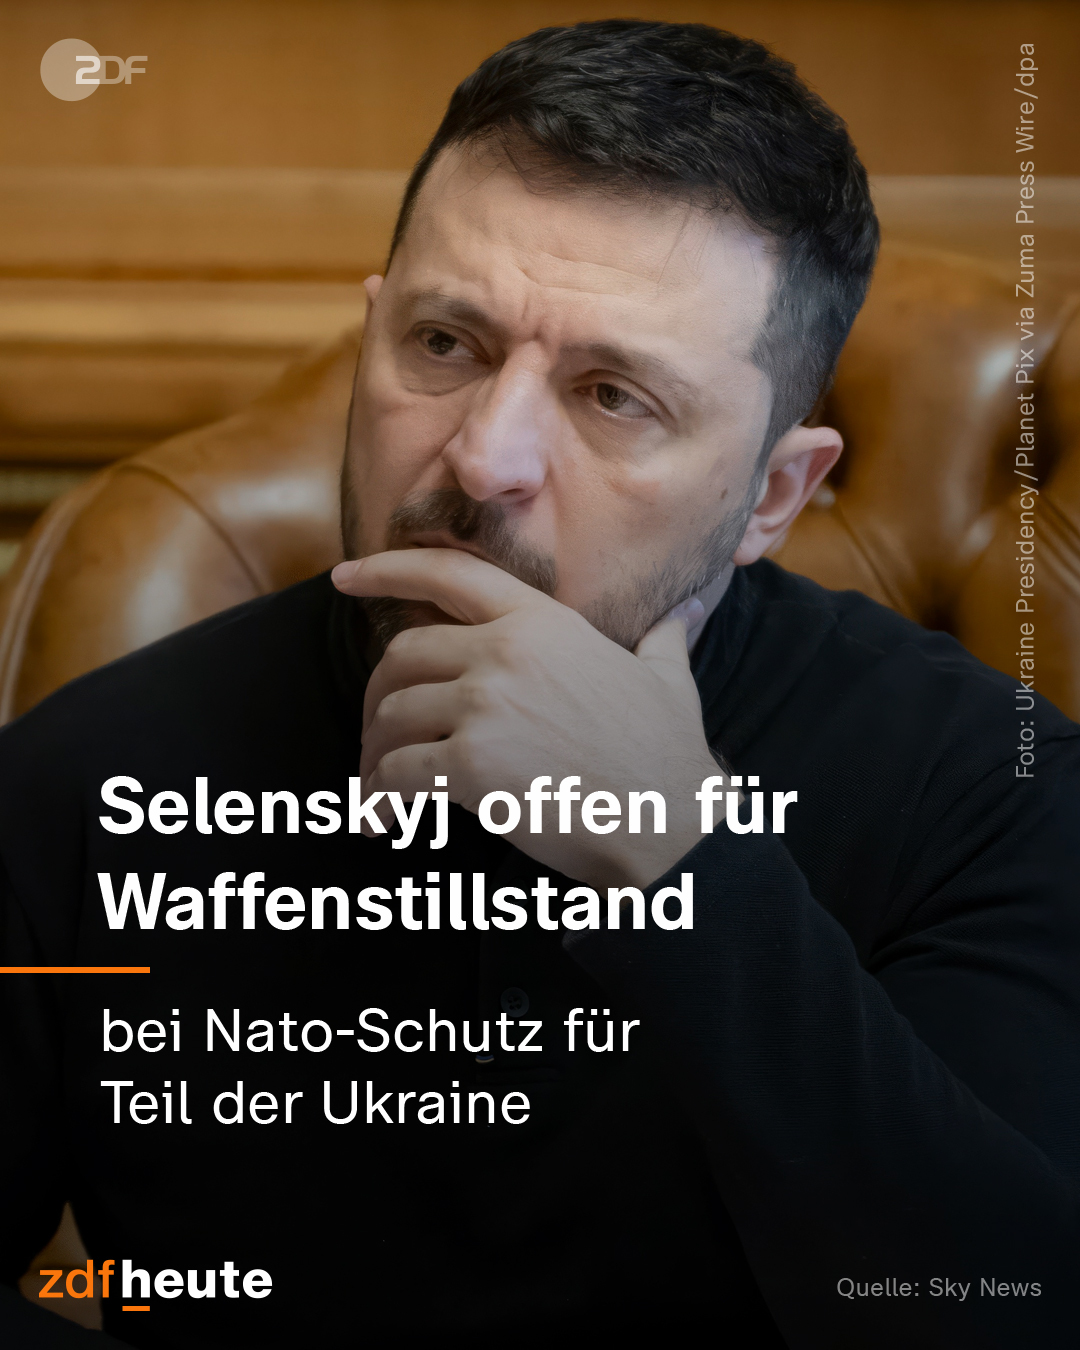 ZDF
Foto: Ukraine Presidency/Planet Pix via Zuma Press Wire/dpa
Selenskyj offen für
Waffenstillstand
bei Nato-Schutz für
Teil der Ukraine
zdfheute
Quelle: Sky News